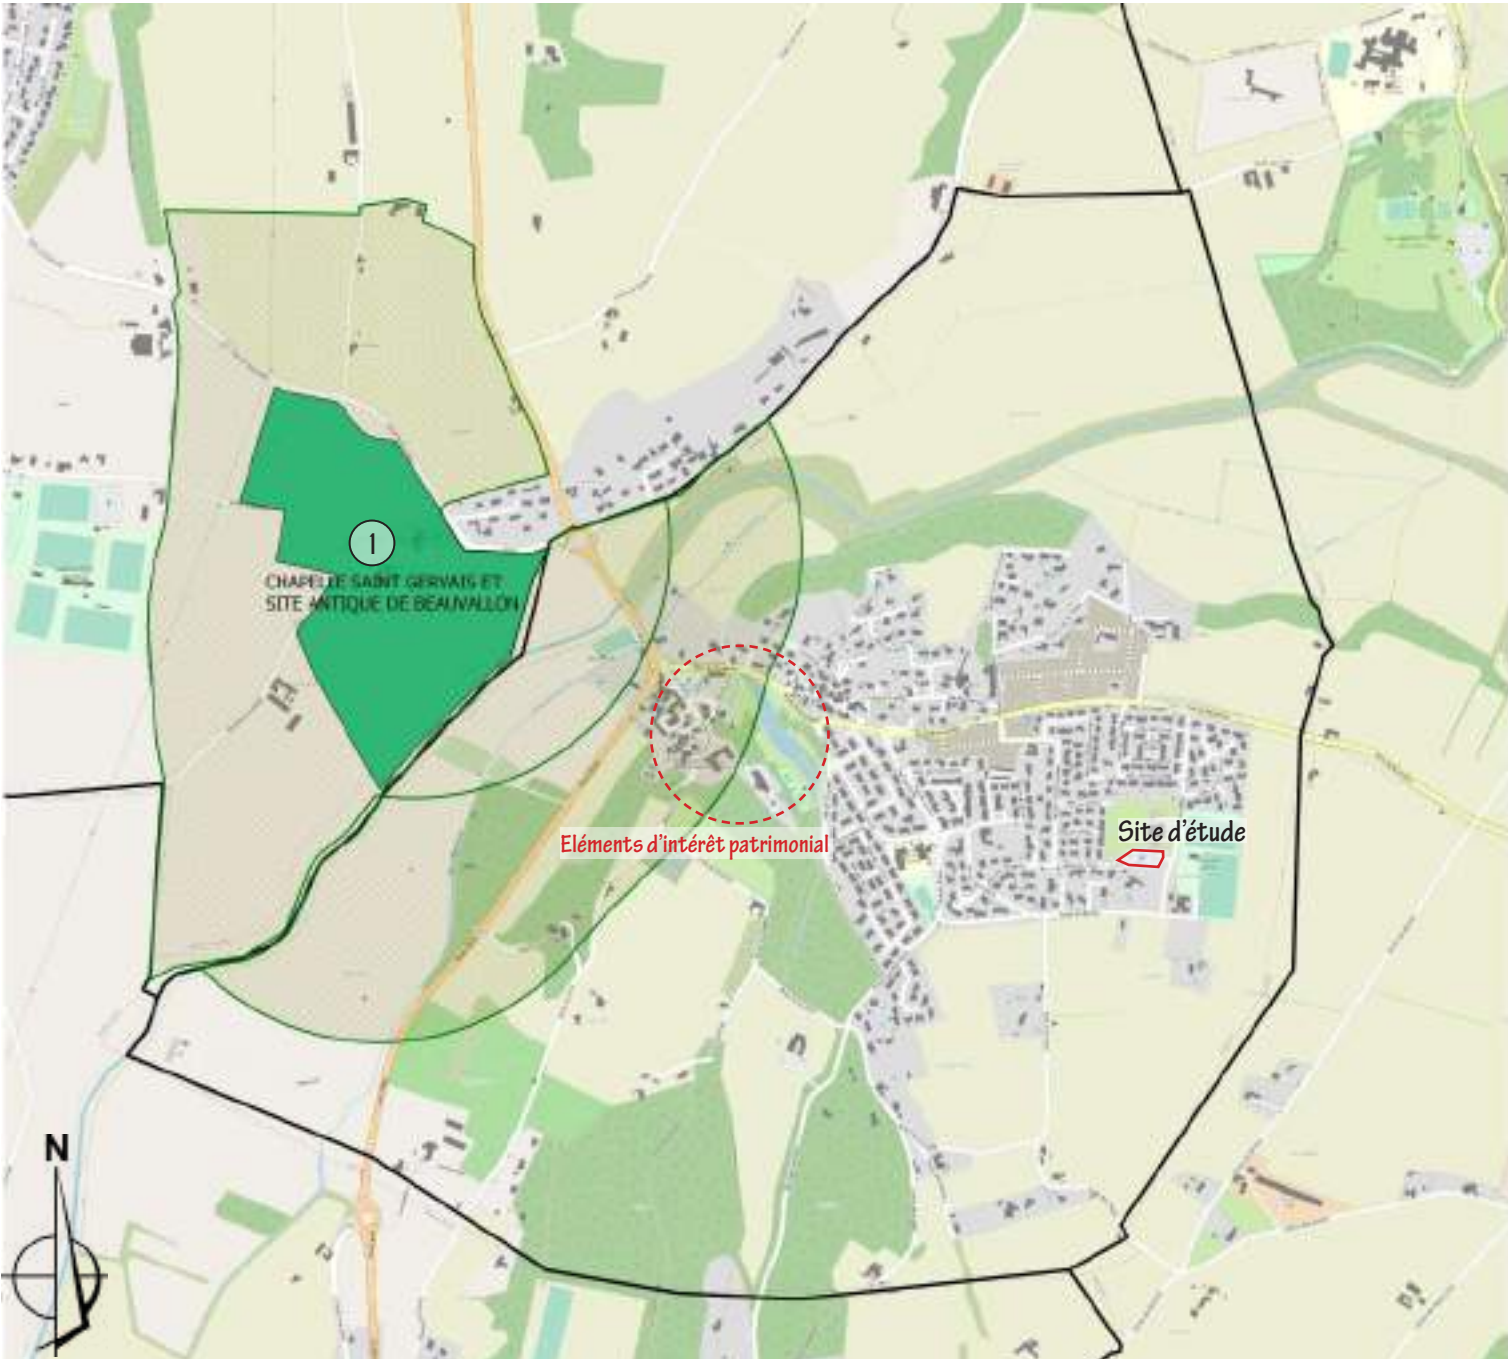 1
CHAPELLE SAINT GERVAIS ET
SITE ANTIQUE DE BEAUVALLON
Site d'étude
Eléments d'intérêt patrimonial
N